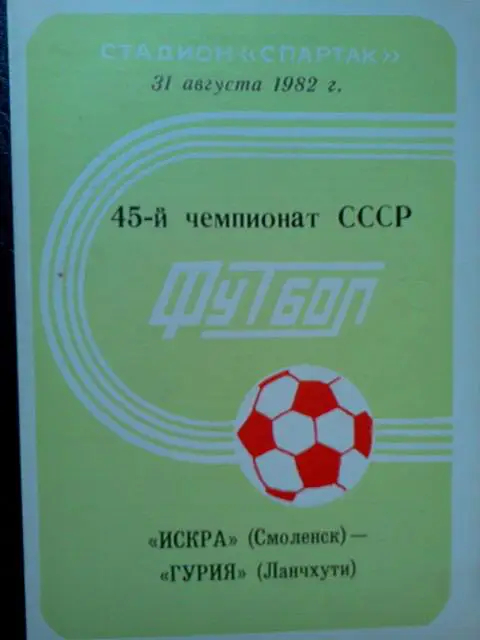 СТАДИОН «СПАРТАК»
31 августа 1982 г.
45-й чемпионат СССР
ФУТБОЛ
«ИСКРА» (Смоленск) —
«ГУРИЯ» (Ланчхути)